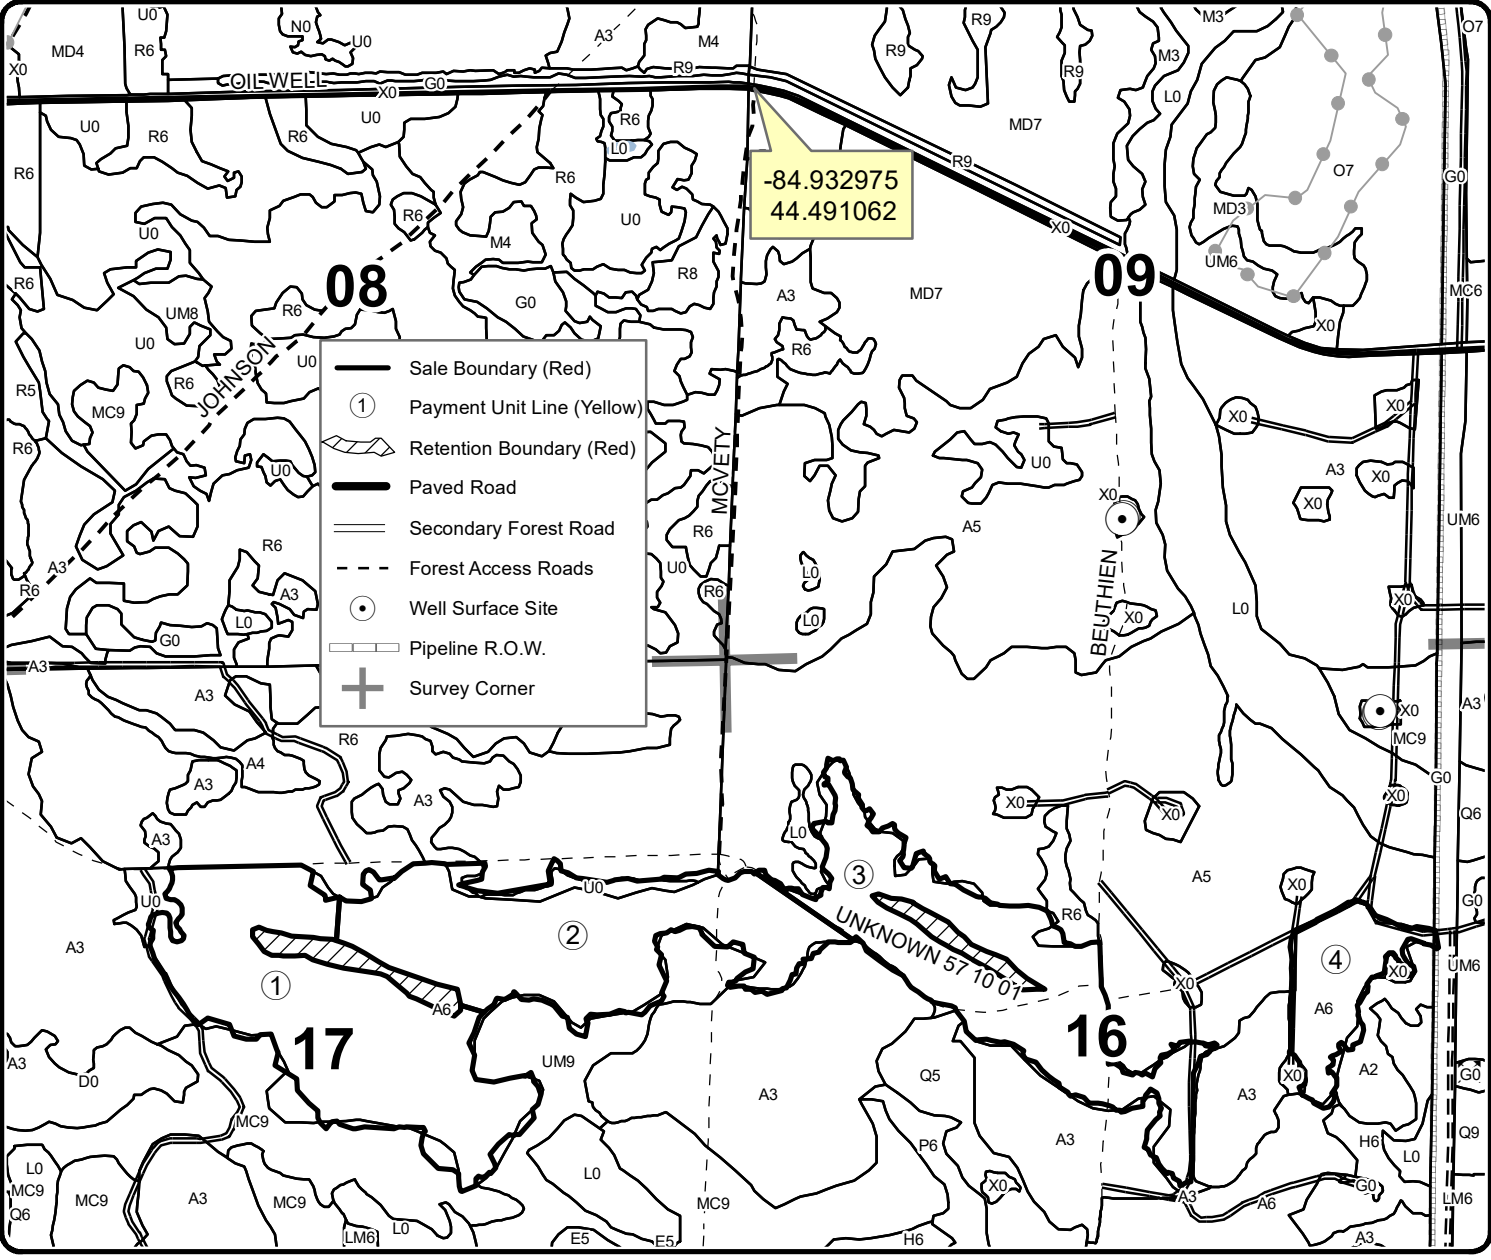 U0
N0
U0
A3
M4
R9
R9
R9
M3
M3
O7
MD4
R6
X0
OIL WELL
G0
X0
R9
L0
U0
R6
R6
U0
R6
L0
R6
MD7
R9
O7
G0
R6
R6
U0
M4
U0
-84.932975
44.491062
MD3
X0
UM6
R6
08
G0
R8
A3
MD7
09
MC6
UM8
R6
X0
U0
JOHNSON
U0
R6
R5
R6
MC9
R6
U0
Sale Boundary (Red)
1
Payment Unit Line (Yellow)
Retention Boundary (Red)
Paved Road
Secondary Forest Road
Forest Access Roads
Well Surface Site
Pipeline R.O.W.
Survey Corner
MCVETY
U0
X0
X0
A3
X0
X0
X0
A5
UM6
R6
R6
A3
R6
A3
L0
G0
U0
R6
L0
L0
BEUTHIEN
X0
L0
X0
A3
A3
R6
A4
A3
A3
A3
X0
MC9
A3
G0
X0
Q6
X0
X0
L0
3
A5
X0
G0
U0
U0
R6
A3
2
UNKNOWN 57 10 01
4
X0
UM6
1
A6
X0
A6
17
16
UM9
A3
D0
A3
Q5
X0
A2
G0
A3
MC9
A3
P6
H6
Q9
L0
L0
MC9
Q6
MC9
A3
MC9
L0
LM6
L0
MC9
X0
A3
A6
G0
LM6
E5
E5
H6
A3